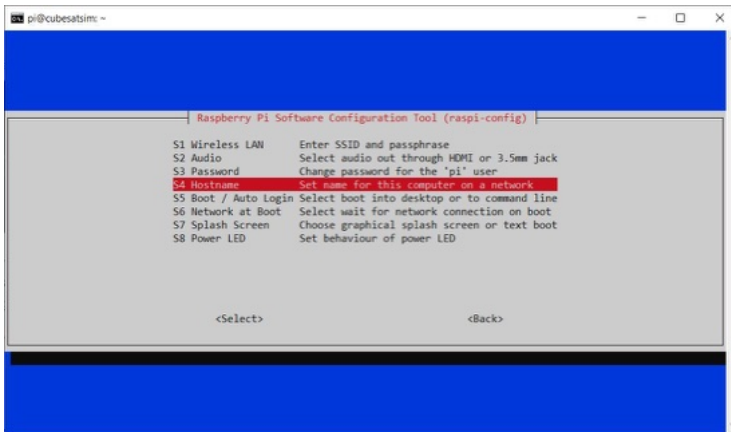 pi@cubesatsim: ~
Raspberry Pi Software Configuration Tool (raspi-config)
S1 Wireless LAN Enter SSID and passphrase
S2 Audio Select audio out through HDMI or 3.5mm jack
S3 Password Change password for the 'pi' user
S4 Hostname Set name for this computer on a network
S5 Boot / Auto Login Select boot into desktop or to command line
S6 Network at Boot Select wait for network connection on boot
S7 Splash Screen Choose graphical splash screen or text boot
S8 Power LED Set behaviour of power LED
<Select> <Back>